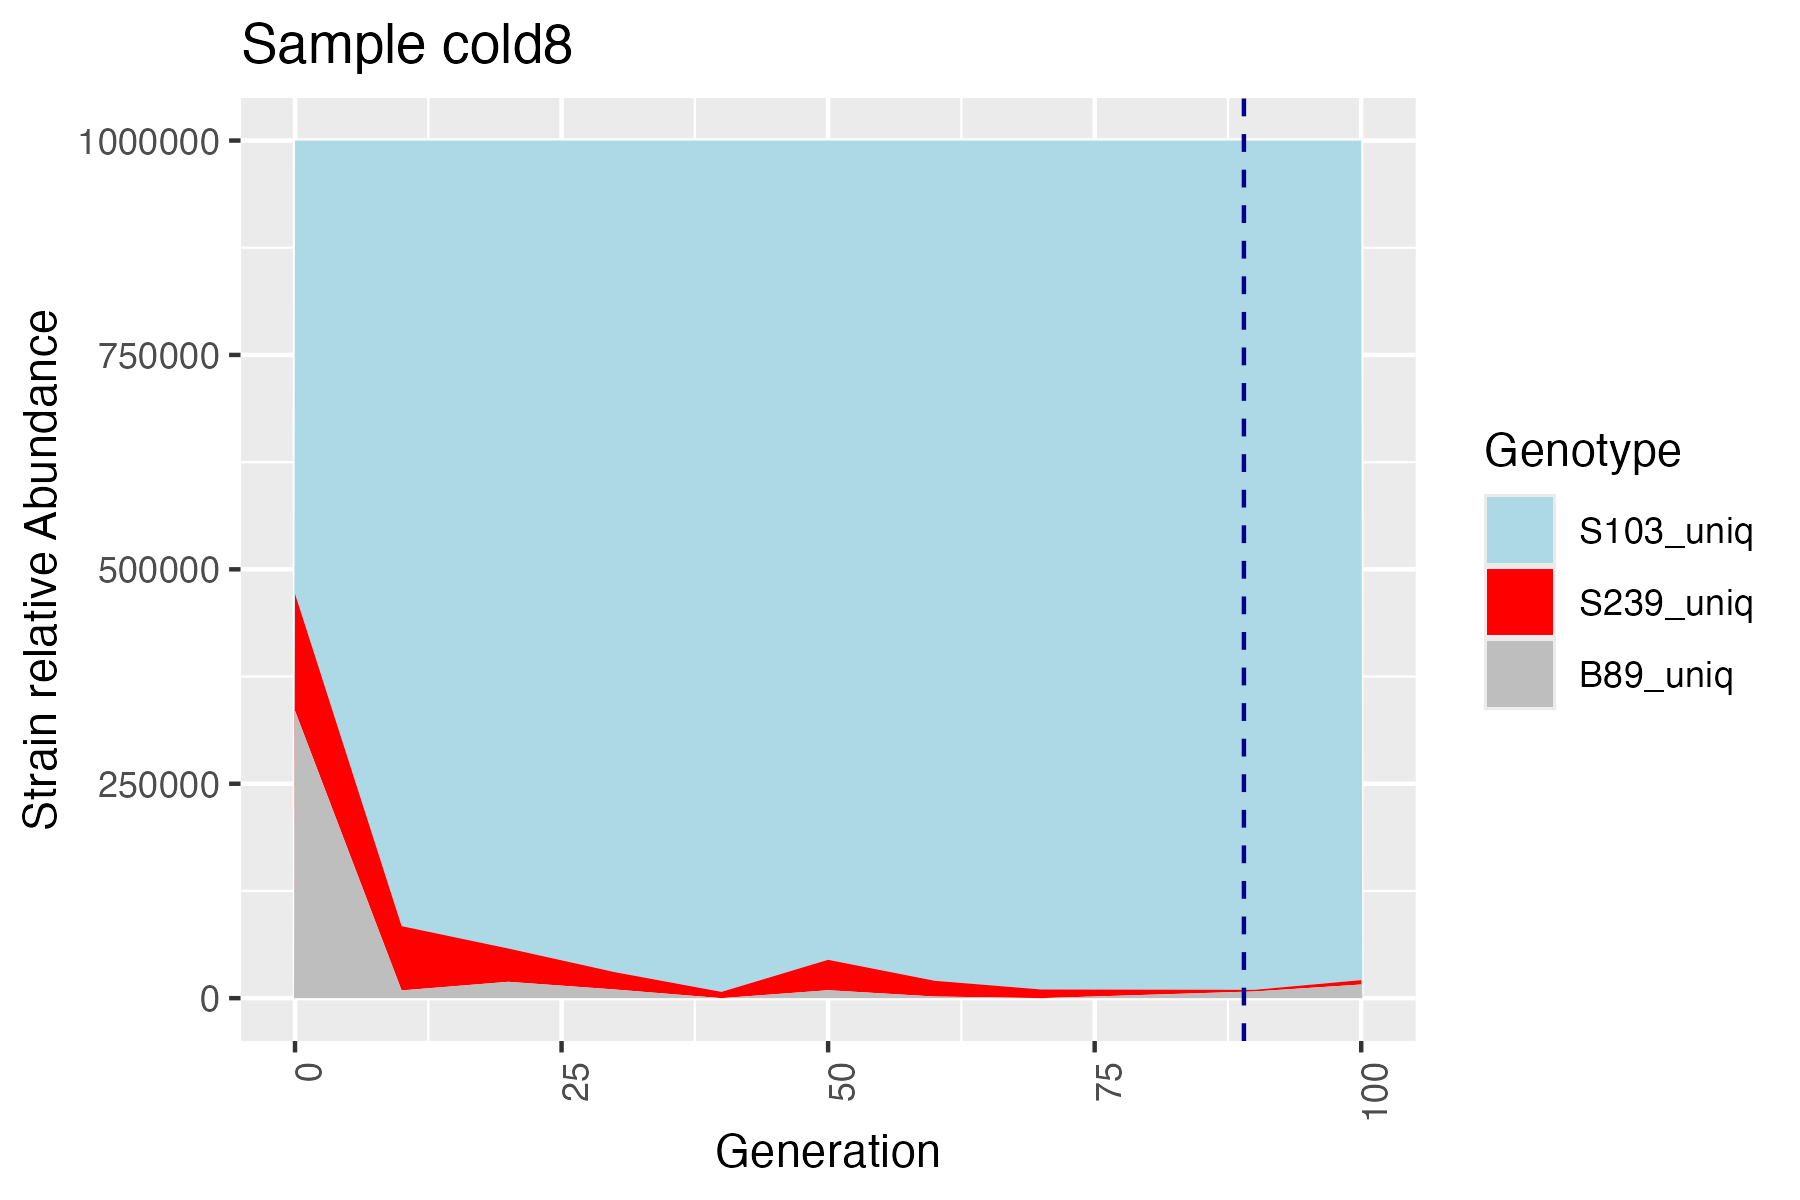 Sample cold8
Strain relative Abundance
1000000
750000
500000
250000
0
0
25
50
75
100
Generation
Genotype
S103_uniq
S239_uniq
B89_uniq